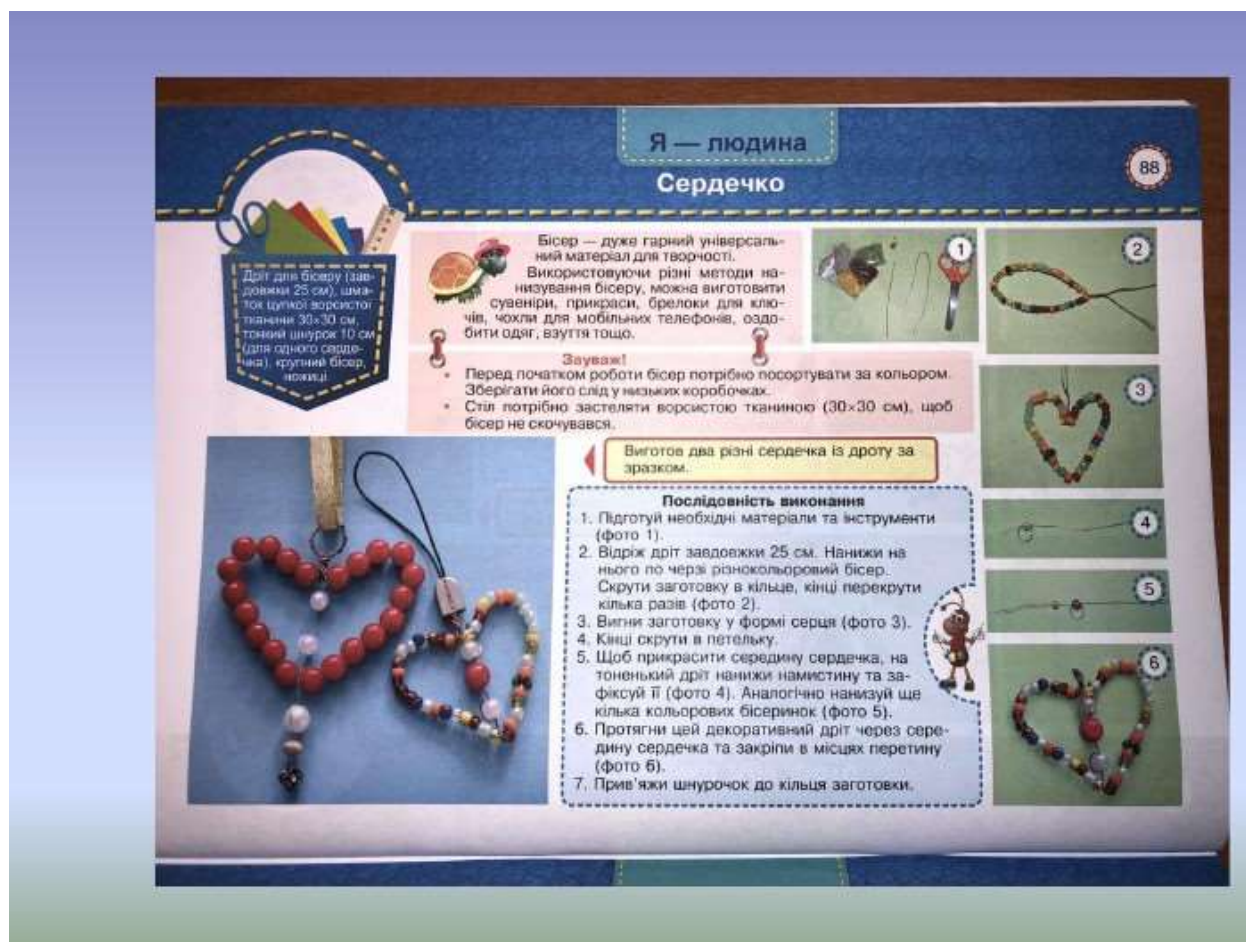 Я — людина
Сердечко
88
Дріт для бісеру (зав-
довжки 25 см), шма-
ток цупкої ворсистої
тканини 30×30 см,
тонкий шнурок 10 см
(для одного сердe-
чка), крупний бісер,
ножиці.
Бісер — дуже гарний універсаль-
ний матеріал для творчості.
Використовуючи різні методи на-
низування бісеру, можна виготовити
сувеніри, прикраси, брелоки для клю-
чів, чохли для мобільних телефонів, оздо-
бити одяг, взуття тощо.
Зауваж!
• Перед початком роботи бісер потрібно посортувати за кольором.
Зберігати його слід у низьких коробочках.
• Стіл потрібно застеляти ворсистою тканиною (30×30 см), щоб
бісер не скочувався.
Виготов два різні сердечка із дроту за
зразком.
Послідовність виконання
1. Підготуй необхідні матеріали та інструменти
(фото 1).
2. Відріж дріт завдовжки 25 см. Нанижи на
нього по черзі різнокольоровий бісер.
Скрути заготовку в кільце, кінці перекрути
кілька разів (фото 2).
3. Вигни заготовку у формі серця (фото 3).
4. Кінці скрути в петельку.
5. Щоб прикрасити середину сердечка, на
тоненький дріт нанижи намистину та за-
фіксуй її (фото 4). Аналогічно нанизуй ще
кілька кольорових бісеринок (фото 5).
6. Протягни цей декоративний дріт через сере-
дину сердечка та закріпи в місцях перетину
(фото 6).
7. Прив'яжи шнурочок до кільця заготовки.
1
2
3
4
5
6